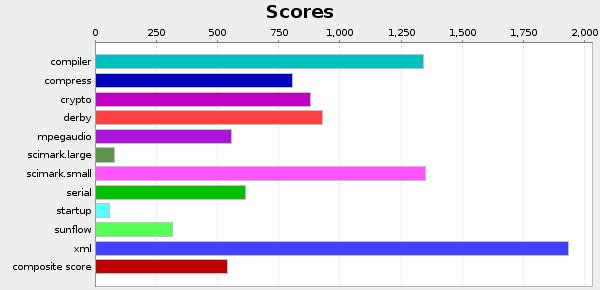 Scores
0 250 500 750 1,000 1,250 1,500 1,750 2,000
compiler
compress
crypto
derby
mpegaudio
scimark.large
scimark.small
serial
startup
sunflow
xml
composite score